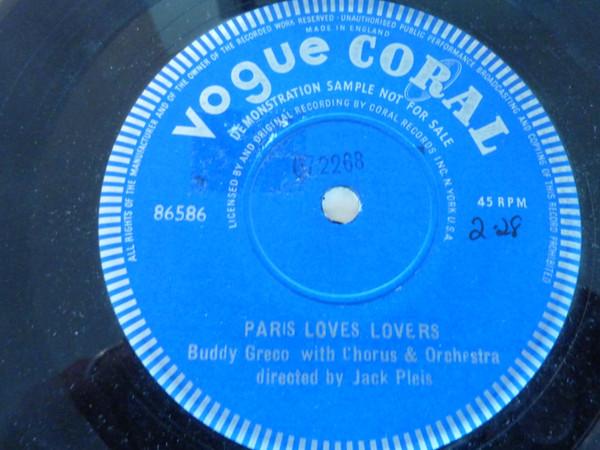 ALL RIGHTS OF THE MANUFACTURER AND OF THE OWNER OF THE RECORDED WORK RESERVED · UNAUTHORISED PUBLIC PERFORMANCE BROADCASTING AND COPYING OF THIS RECORD PROHIBITED
MADE IN ENGLAND
Vogue CORAL
DEMONSTRATION SAMPLE NOT FOR SALE
LICENSED BY AND ORIGINAL RECORDING BY CORAL RECORDS INC. N.YORK U.S.A.
072268
86586
45 RPM
2·28
PARIS LOVES LOVERS
Buddy Greco with Chorus & Orchestra
directed by Jack Pleis